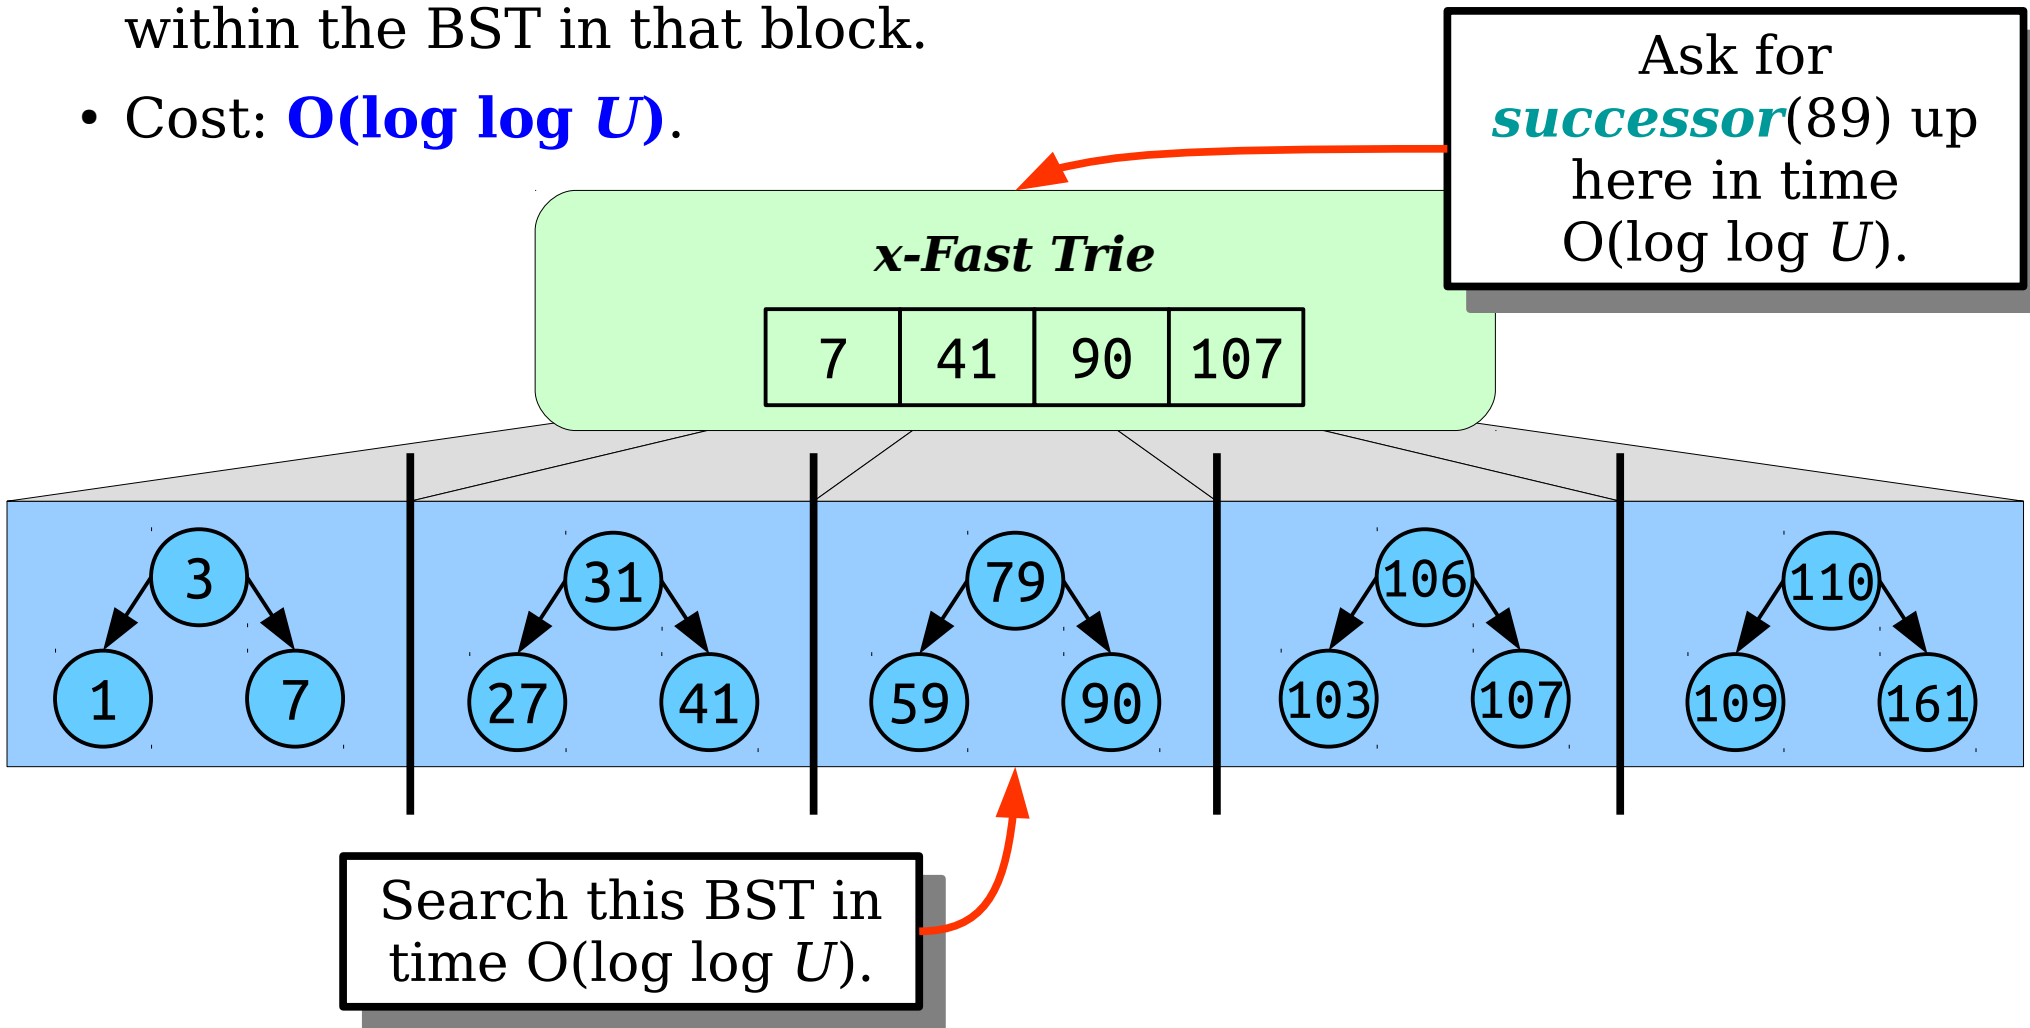 within the BST in that block.
• Cost: O(log log U).
Ask for
successor(89) up
here in time
O(log log U).
x-Fast Trie
7 41 90 107
3 31 79 106 110
1 7 27 41 59 90 103 107 109 161
Search this BST in
time O(log log U).